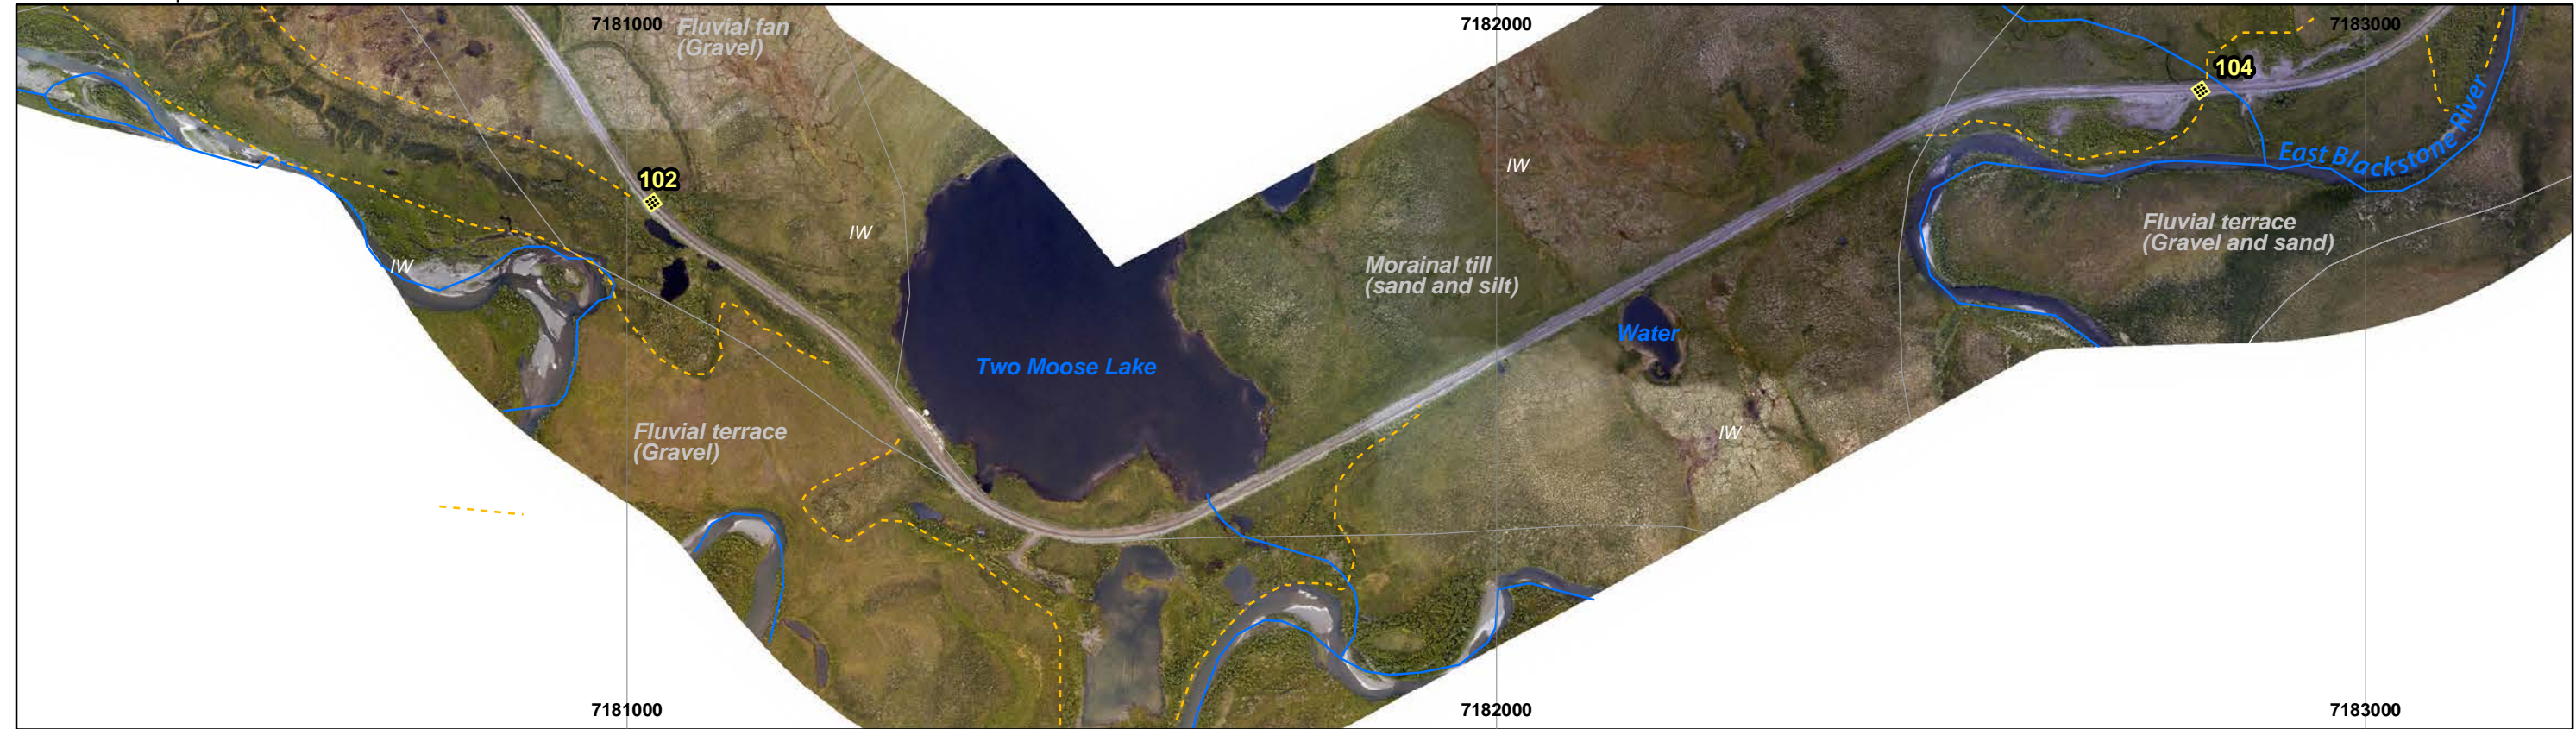 7181000
Fluvial fan
(Gravel)
7182000
7183000
104
102
IW
East Blackstone River
IW
IW
Fluvial terrace
(Gravel and sand)
Morainal till
(sand and silt)
Water
Two Moose Lake
Fluvial terrace
(Gravel)
IW
7181000
7182000
7183000